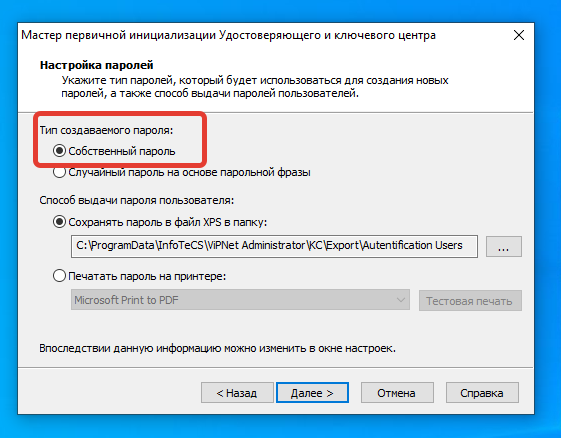 Мастер первичной инициализации Удостоверяющего и ключевого центра
Настройка паролей
Укажите тип паролей, который будет использоваться для создания новых
паролей, а также способ выдачи паролей пользователей.
Тип создаваемого пароля:
Собственный пароль
Случайный пароль на основе парольной фразы
Способ выдачи пароля пользователя:
Сохранять пароль в файл XPS в папку:
C:\ProgramData\InfoTeCS\ViPNet Administrator\KC\Export\Autentification Users
...
Печатать пароль на принтере:
Microsoft Print to PDF
Тестовая печать
Впоследствии данную информацию можно изменить в окне настроек.
< Назад
Далее >
Отмена
Справка